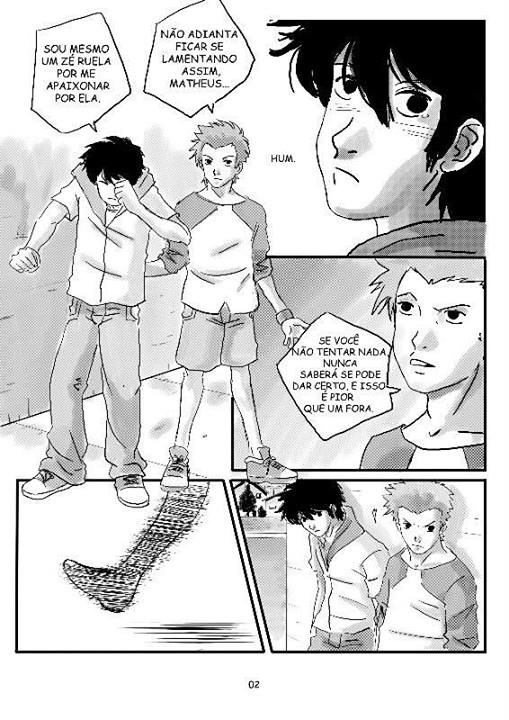 SOU MESMO
UM ZÉ RUELA
POR ME
APAIXONAR
POR ELA.
NÃO ADIANTA
FICAR SE
LAMENTANDO
ASSIM,
MATHEUS...
HUM.
SE VOCÊ
NÃO TENTAR NADA,
NUNCA
SABERÁ SE PODE
DAR CERTO, E ISSO
É PIOR
QUE UM FORA.
02